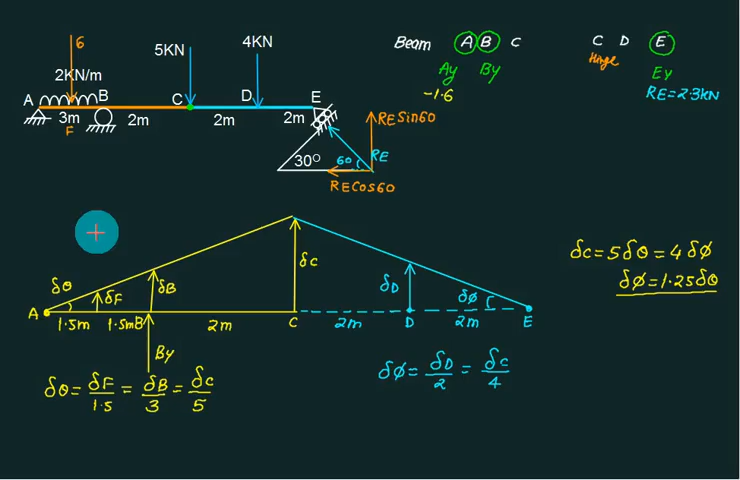 6
5KN
4KN
2KN/m
A
B
C
D
E
3m
2m
2m
2m
F
30O
60
RE
REsin60
RECos60
Beam A B C
Ay By
-1.6
C D E
Hinge
Ey
RE=2.3KN
δθ
δF
δB
δC
δD
δφ
A
1.5m
1.5m
B
2m
C
2m
D
2m
E
By
δC=5δθ=4δφ
δφ=1.25δθ
δθ=δF/1.5=δB/3=δC/5
δφ=δD/2=δC/4